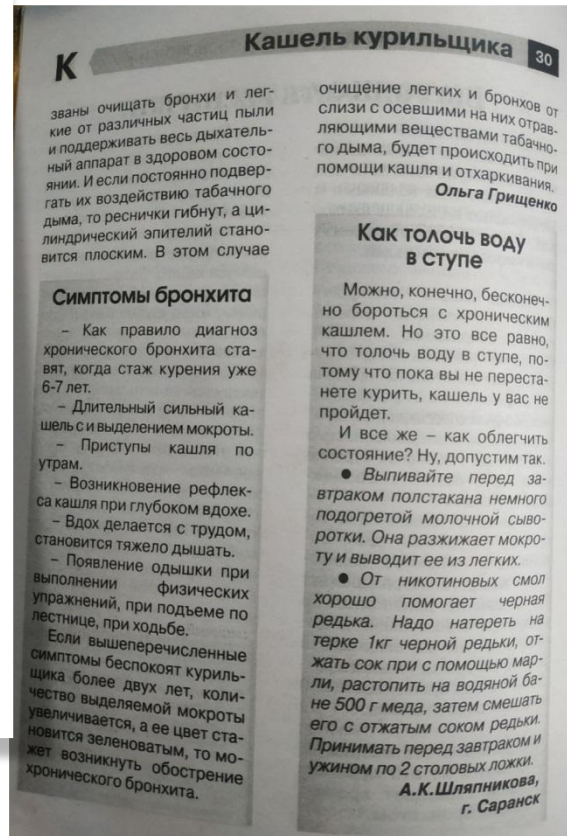 К
Кашель курильщика
30
званы очищать бронхи и лег-
кие от различных частиц пыли
и поддерживать весь дыхатель-
ный аппарат в здоровом состо-
янии. И если постоянно подвер-
гать их воздействию табачного
дыма, то реснички гибнут, а ци-
линдрический эпителий стано-
вится плоским. В этом случае
Симптомы бронхита
– Как правило диагноз
хронического бронхита ста-
вят, когда стаж курения уже
6-7 лет.
– Длительный сильный ка-
шель с и выделением мокроты.
– Приступы кашля по
утрам.
– Возникновение рефлек-
са кашля при глубоком вдохе.
– Вдох делается с трудом,
становится тяжело дышать.
– Появление одышки при
выполнении физических
упражнений, при подъеме по
лестнице, при ходьбе.
Если вышеперечисленные
симптомы беспокоят куриль-
щика более двух лет, коли-
чество выделяемой мокроты
увеличивается, а ее цвет ста-
новится зеленоватым, то мо-
жет возникнуть обострение
хронического бронхита.
очищение легких и бронхов от
слизи с осевшими на них отрав-
ляющими веществами табачно-
го дыма, будет происходить при
помощи кашля и отхаркивания.
Ольга Грищенко
Как толочь воду
в ступе
Можно, конечно, бесконеч-
но бороться с хроническим
кашлем. Но это все равно,
что толочь воду в ступе, по-
тому что пока вы не переста-
нете курить, кашель у вас не
пройдет.
И все же – как облегчить
состояние? Ну, допустим так.
● Выпивайте перед за-
втраком полстакана немного
подогретой молочной сыво-
ротки. Она разжижает мокро-
ту и выводит ее из легких.
● От никотиновых смол
хорошо помогает черная
редька. Надо натереть на
терке 1кг черной редьки, от-
жать сок при с помощью мар-
ли, растопить на водяной ба-
не 500 г меда, затем смешать
его с отжатым соком редьки.
Принимать перед завтраком и
ужином по 2 столовых ложки.
А.К.Шляпникова,
г. Саранск